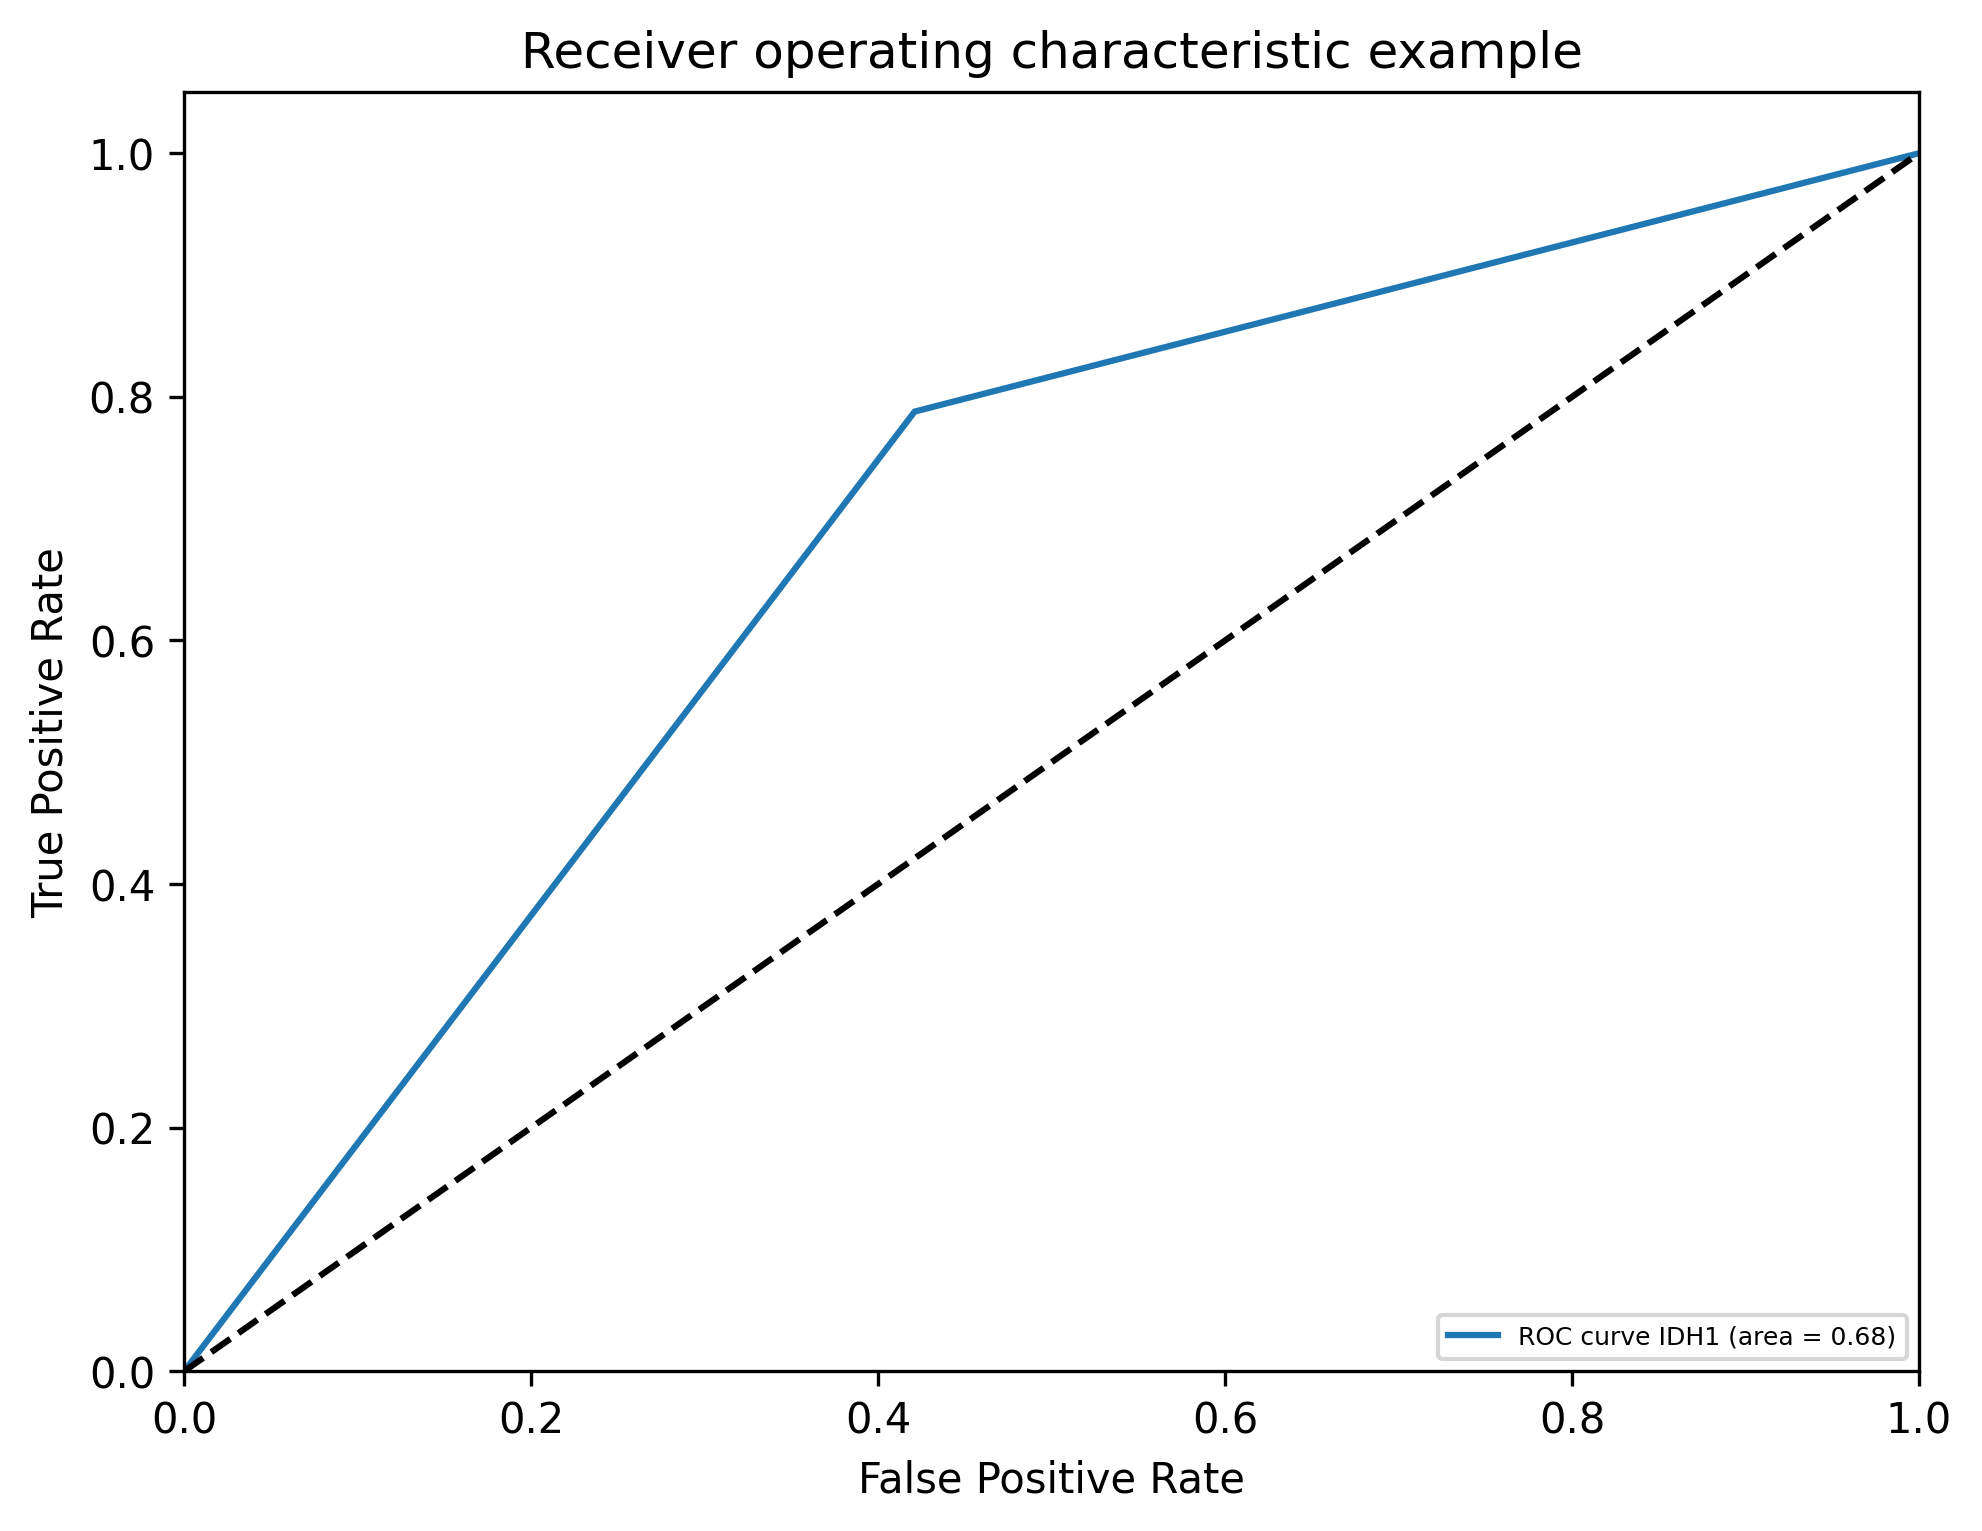 Receiver operating characteristic example
True Positive Rate
1.0
0.8
0.6
0.4
0.2
0.0
ROC curve IDH1 (area = 0.68)
0.0 0.2 0.4 0.6 0.8 1.0
False Positive Rate